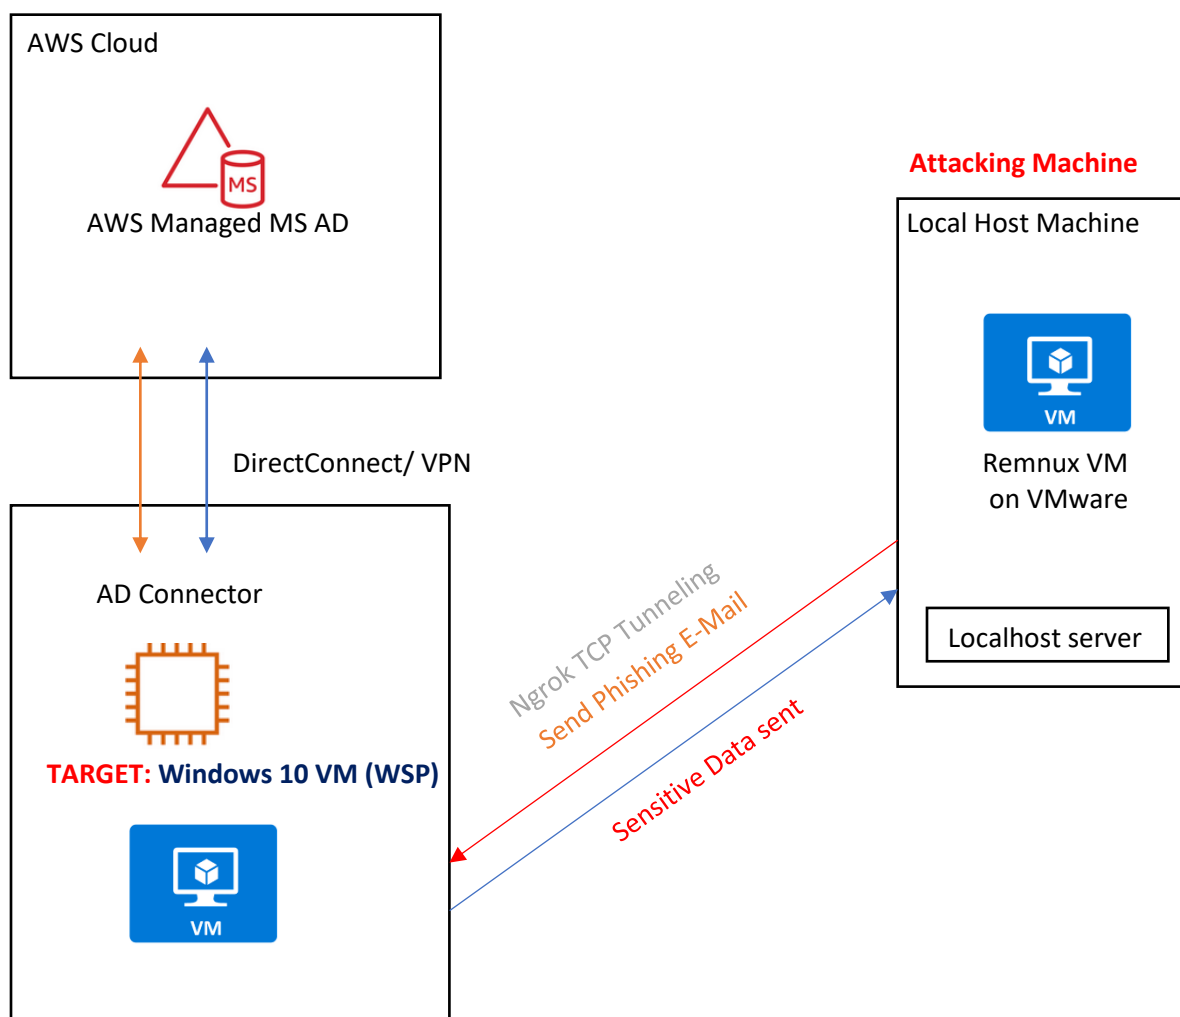 AWS Cloud
MS
AWS Managed MS AD
DirectConnect/ VPN
AD Connector
TARGET: Windows 10 VM (WSP)
VM
Ngrok TCP Tunneling
Send Phishing E-Mail
Sensitive Data sent
Attacking Machine
Local Host Machine
VM
Remnux VM
on VMware
Localhost server